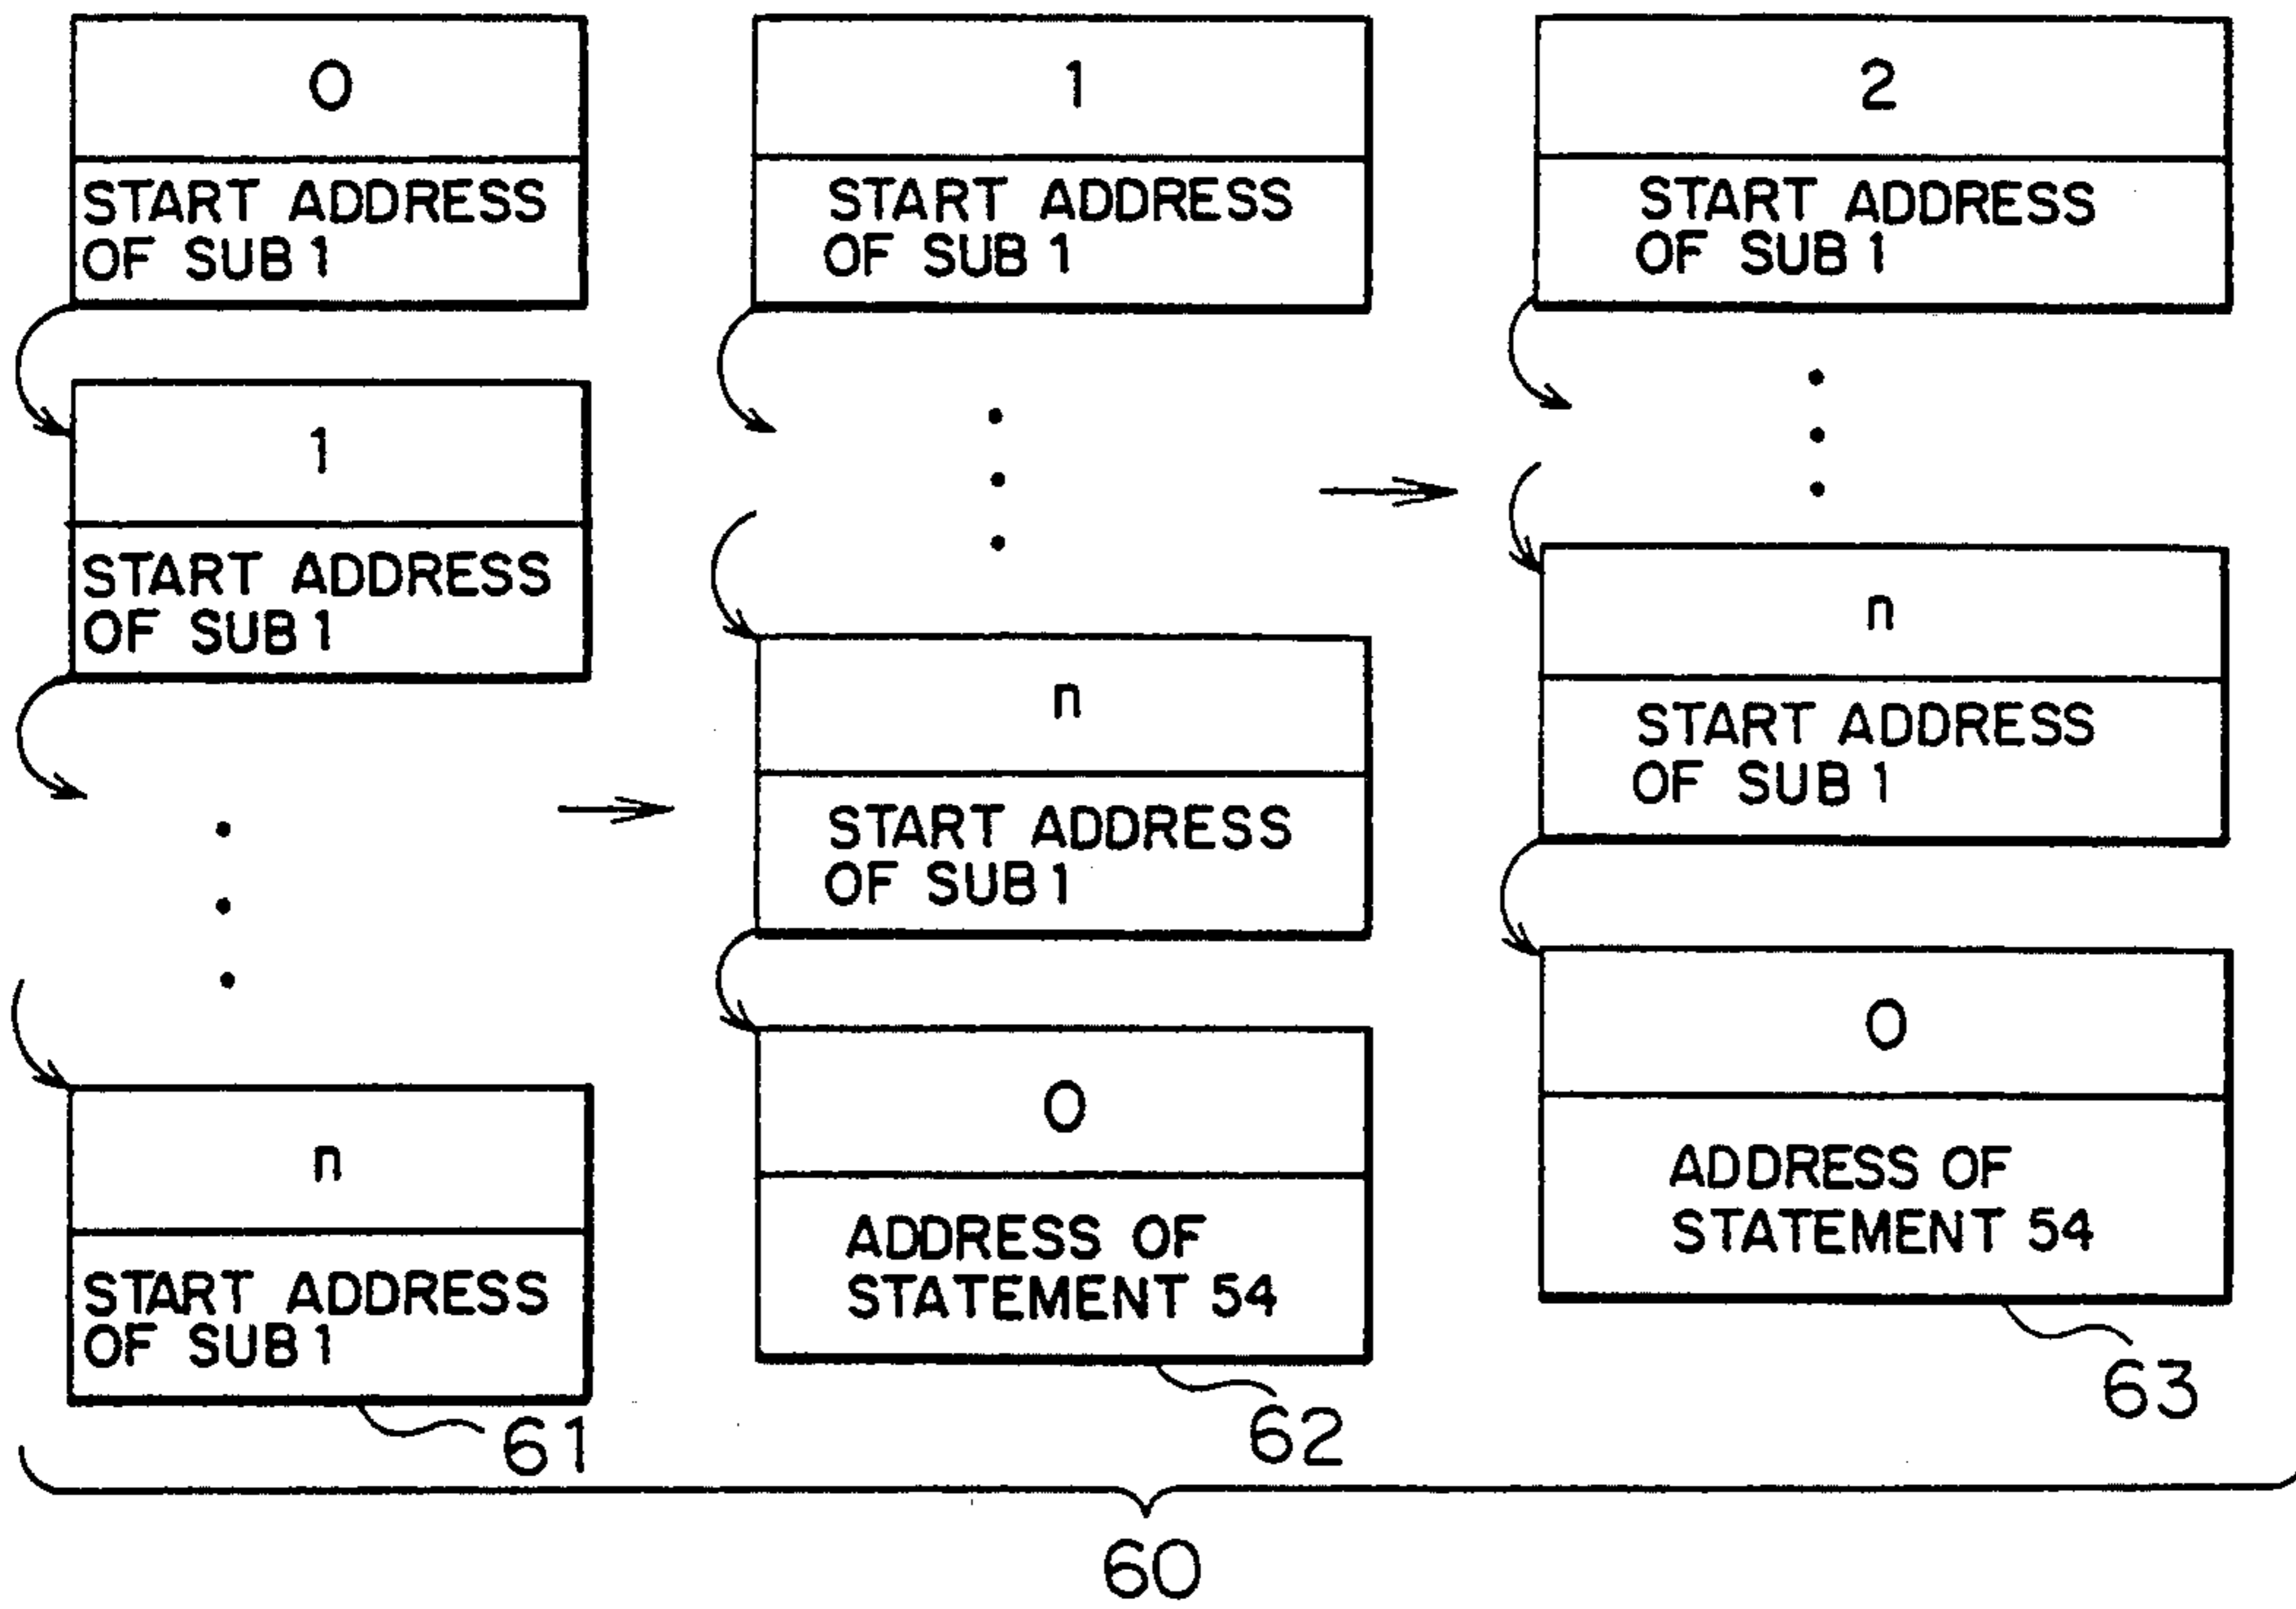 0
START ADDRESS
OF SUB 1
1
START ADDRESS
OF SUB 1
n
START ADDRESS
OF SUB 1
61
1
START ADDRESS
OF SUB 1
n
START ADDRESS
OF SUB 1
0
ADDRESS OF
STATEMENT 54
62
2
START ADDRESS
OF SUB 1
n
START ADDRESS
OF SUB 1
0
ADDRESS OF
STATEMENT 54
63
60